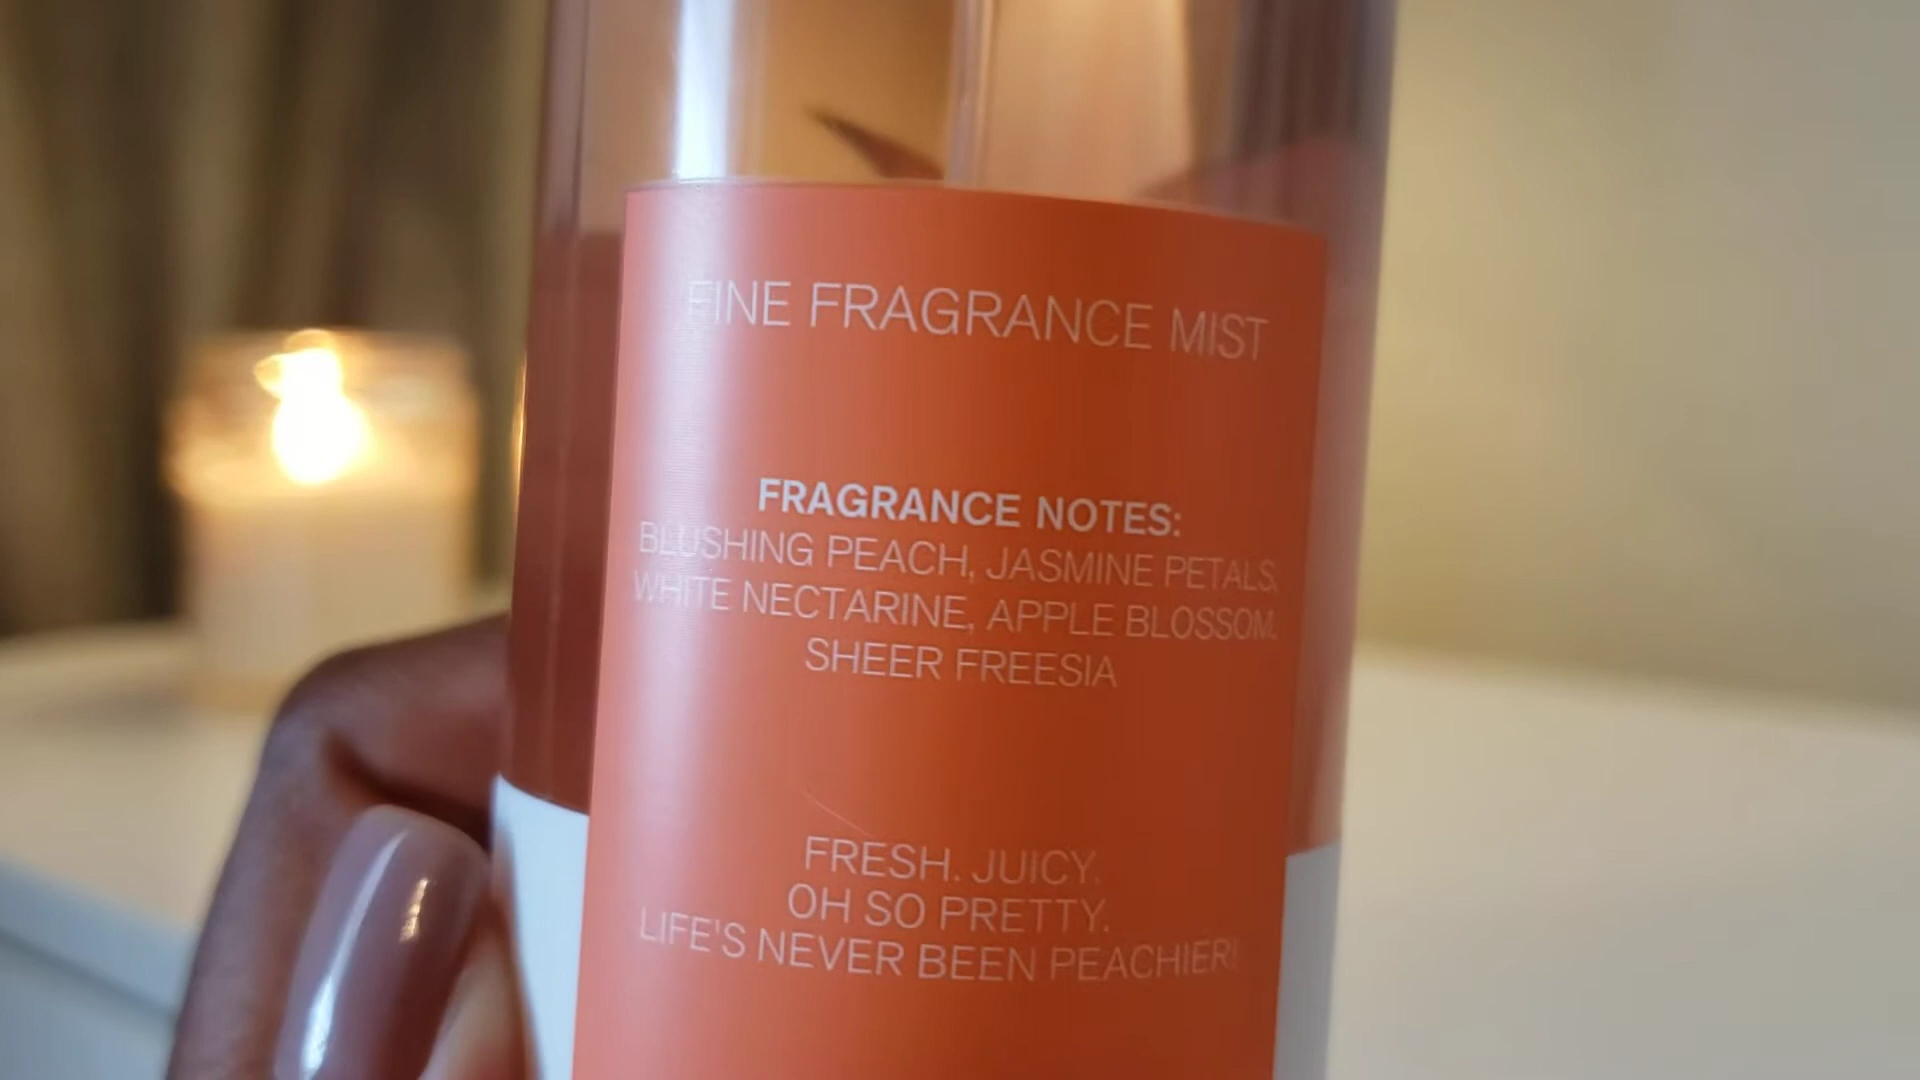 FINE FRAGRANCE MIST
FRAGRANCE NOTES:
BLUSHING PEACH, JASMINE PETALS,
WHITE NECTARINE, APPLE BLOSSOM,
SHEER FREESIA
FRESH. JUICY.
OH SO PRETTY.
LIFE'S NEVER BEEN PEACHIER!